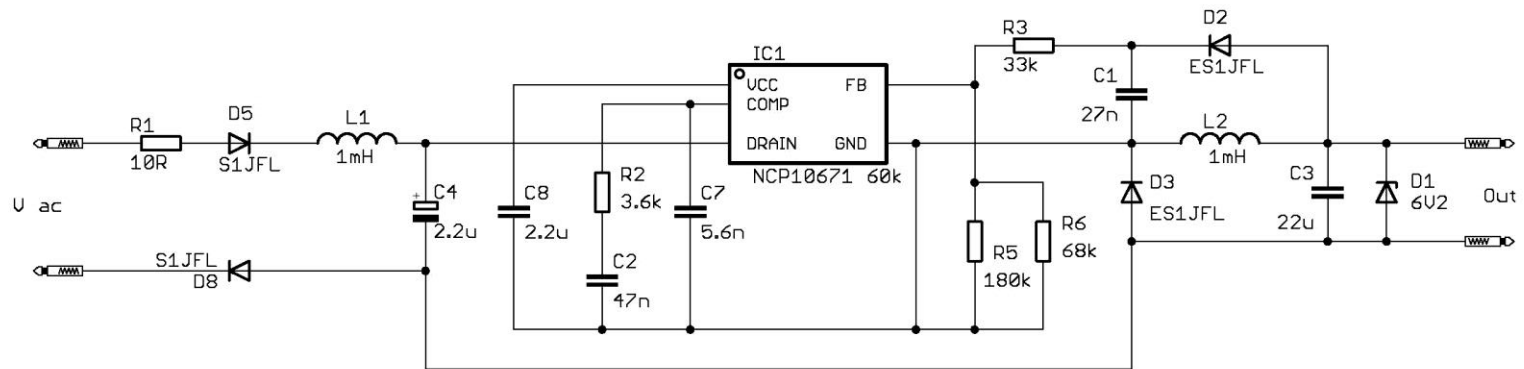 R3
33k
D2
ES1JFL
C1
27n
IC1
VCC
COMP
DRAIN
FB
GND
NCP10671 60k
R1
10R
D5
S1JFL
L1
1mH
L2
1mH
V ac
C4
+
2.2u
C8
2.2u
R2
3.6k
C7
5.6n
C2
47n
R5
180k
R6
68k
D3
ES1JFL
C3
22u
D1
6V2
Out
S1JFL
D8